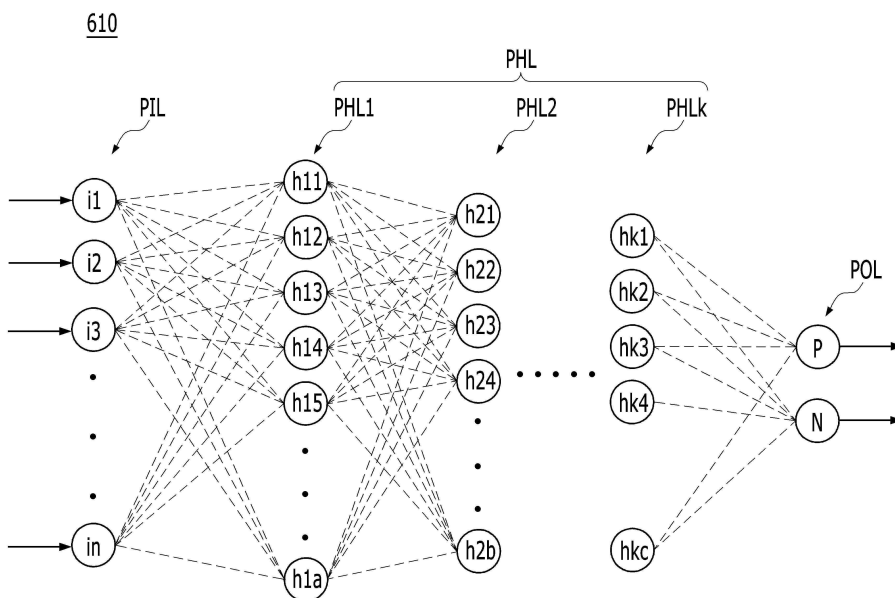 610
PHL
PIL
PHL1
PHL2
PHLk
i1
i2
i3
in
h11
h12
h13
h14
h15
h1a
h21
h22
h23
h24
h2b
hk1
hk2
hk3
hk4
hkc
POL
P
N